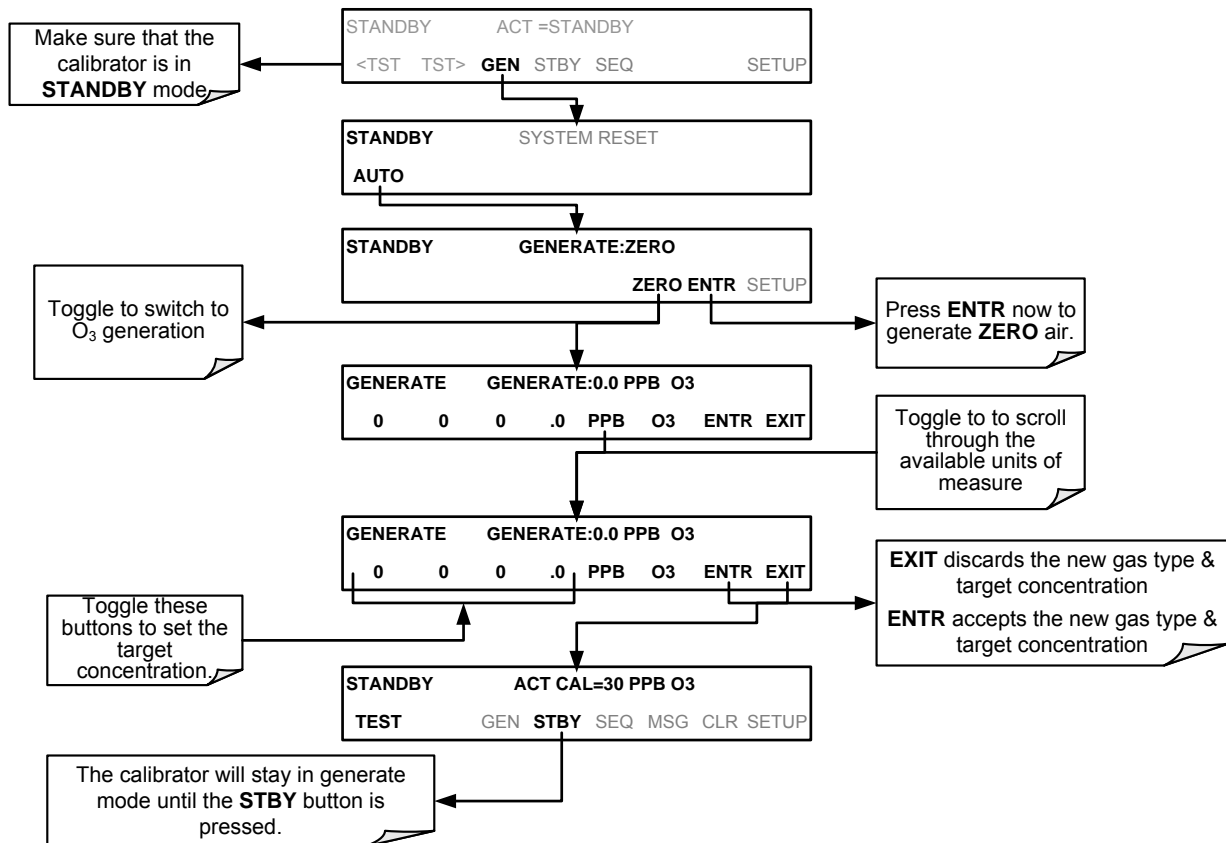 STANDBY ACT =STANDBY
<TST TST> GEN STBY SEQ SETUP
Make sure that the
calibrator is in
STANDBY mode
STANDBY SYSTEM RESET
AUTO
STANDBY GENERATE:ZERO
ZERO ENTR SETUP
Toggle to switch to
O3 generation
Press ENTR now to
generate ZERO air.
GENERATE GENERATE:0.0 PPB O3
0 0 0 .0 PPB O3 ENTR EXIT
Toggle to to scroll
through the
available units of
measure
GENERATE GENERATE:0.0 PPB O3
0 0 0 .0 PPB O3 ENTR EXIT
EXIT discards the new gas type &
target concentration
ENTR accepts the new gas type &
target concentration
Toggle these
buttons to set the
target
concentration.
STANDBY ACT CAL=30 PPB O3
TEST GEN STBY SEQ MSG CLR SETUP
The calibrator will stay in generate
mode until the STBY button is
pressed.